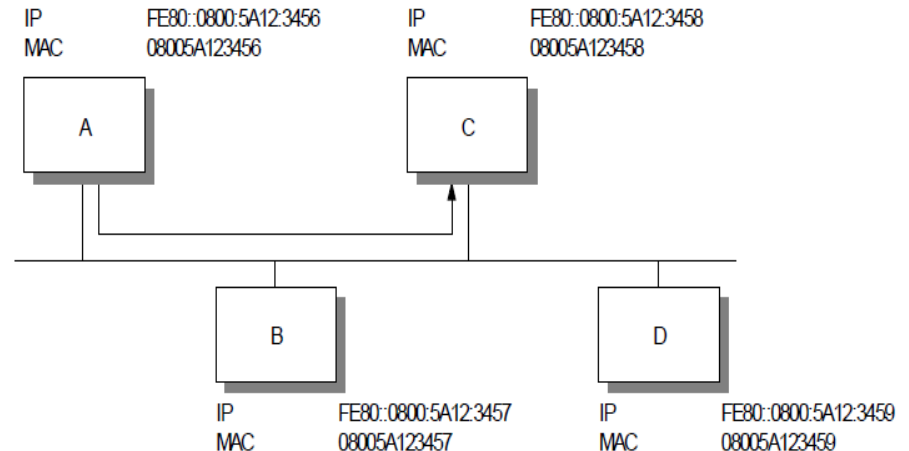 IP FE80::0800:5A12:3456 IP FE80::0800:5A12:3458
MAC 08005A123456 MAC 08005A123458
A C
B D
IP FE80::0800:5A12:3457 IP FE80::0800:5A12:3459
MAC 08005A123457 MAC 08005A123459